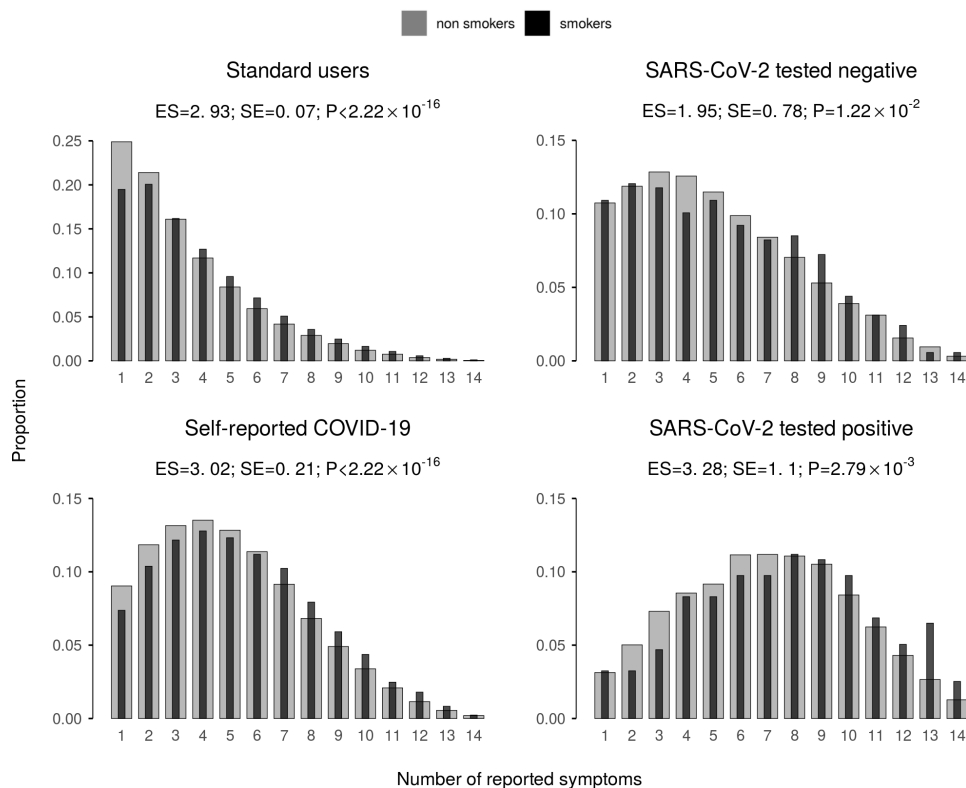 non smokers smokers
Standard users
ES=2. 93; SE=0. 07; P<2.22×10^-16
0.25
0.20
0.15
0.10
0.05
0.00
1 2 3 4 5 6 7 8 9 10 11 12 13 14
SARS-CoV-2 tested negative
ES=1. 95; SE=0. 78; P=1.22×10^-2
0.15
0.10
0.05
0.00
1 2 3 4 5 6 7 8 9 10 11 12 13 14
Proportion
Self-reported COVID-19
ES=3. 02; SE=0. 21; P<2.22×10^-16
0.15
0.10
0.05
0.00
1 2 3 4 5 6 7 8 9 10 11 12 13 14
SARS-CoV-2 tested positive
ES=3. 28; SE=1. 1; P=2.79×10^-3
0.15
0.10
0.05
0.00
1 2 3 4 5 6 7 8 9 10 11 12 13 14
Number of reported symptoms